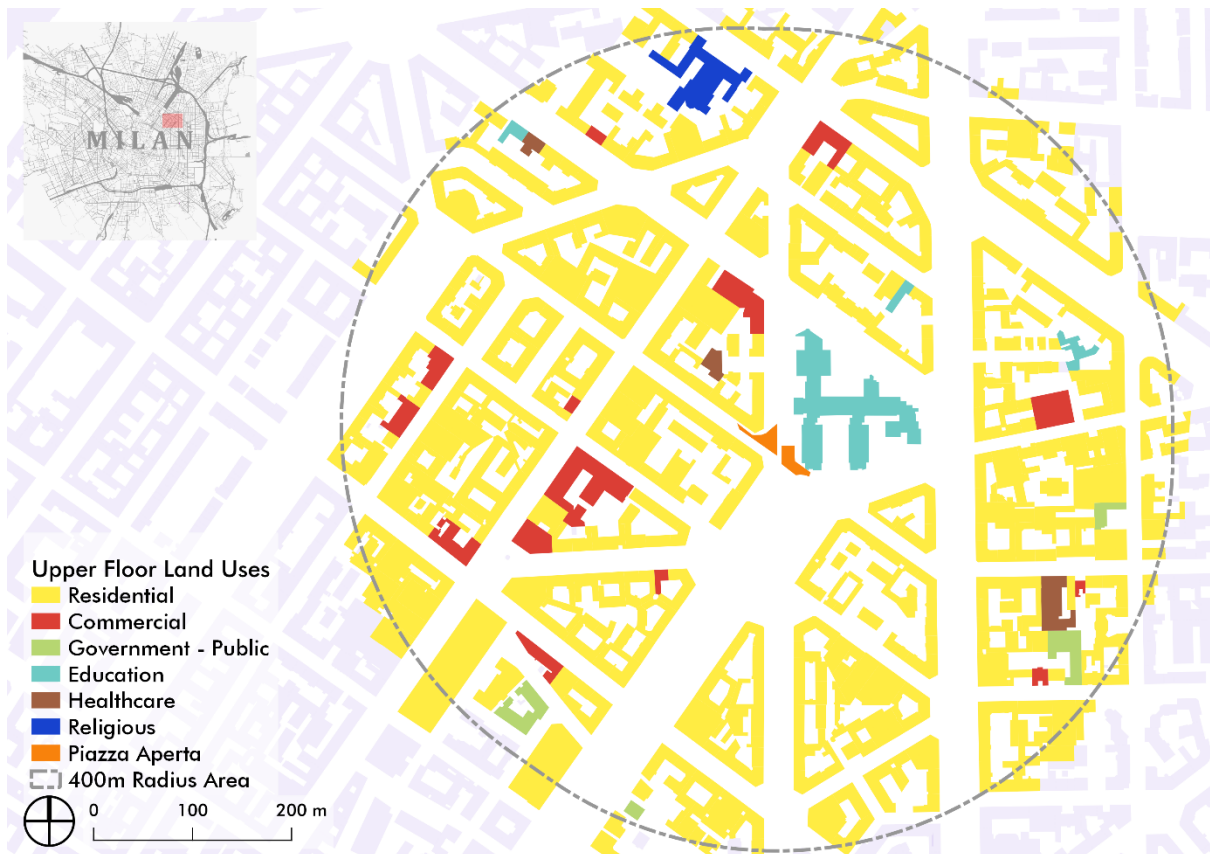 MILAN
Upper Floor Land Uses
Residential
Commercial
Government - Public
Education
Healthcare
Religious
Piazza Aperta
400m Radius Area
0 100 200 m